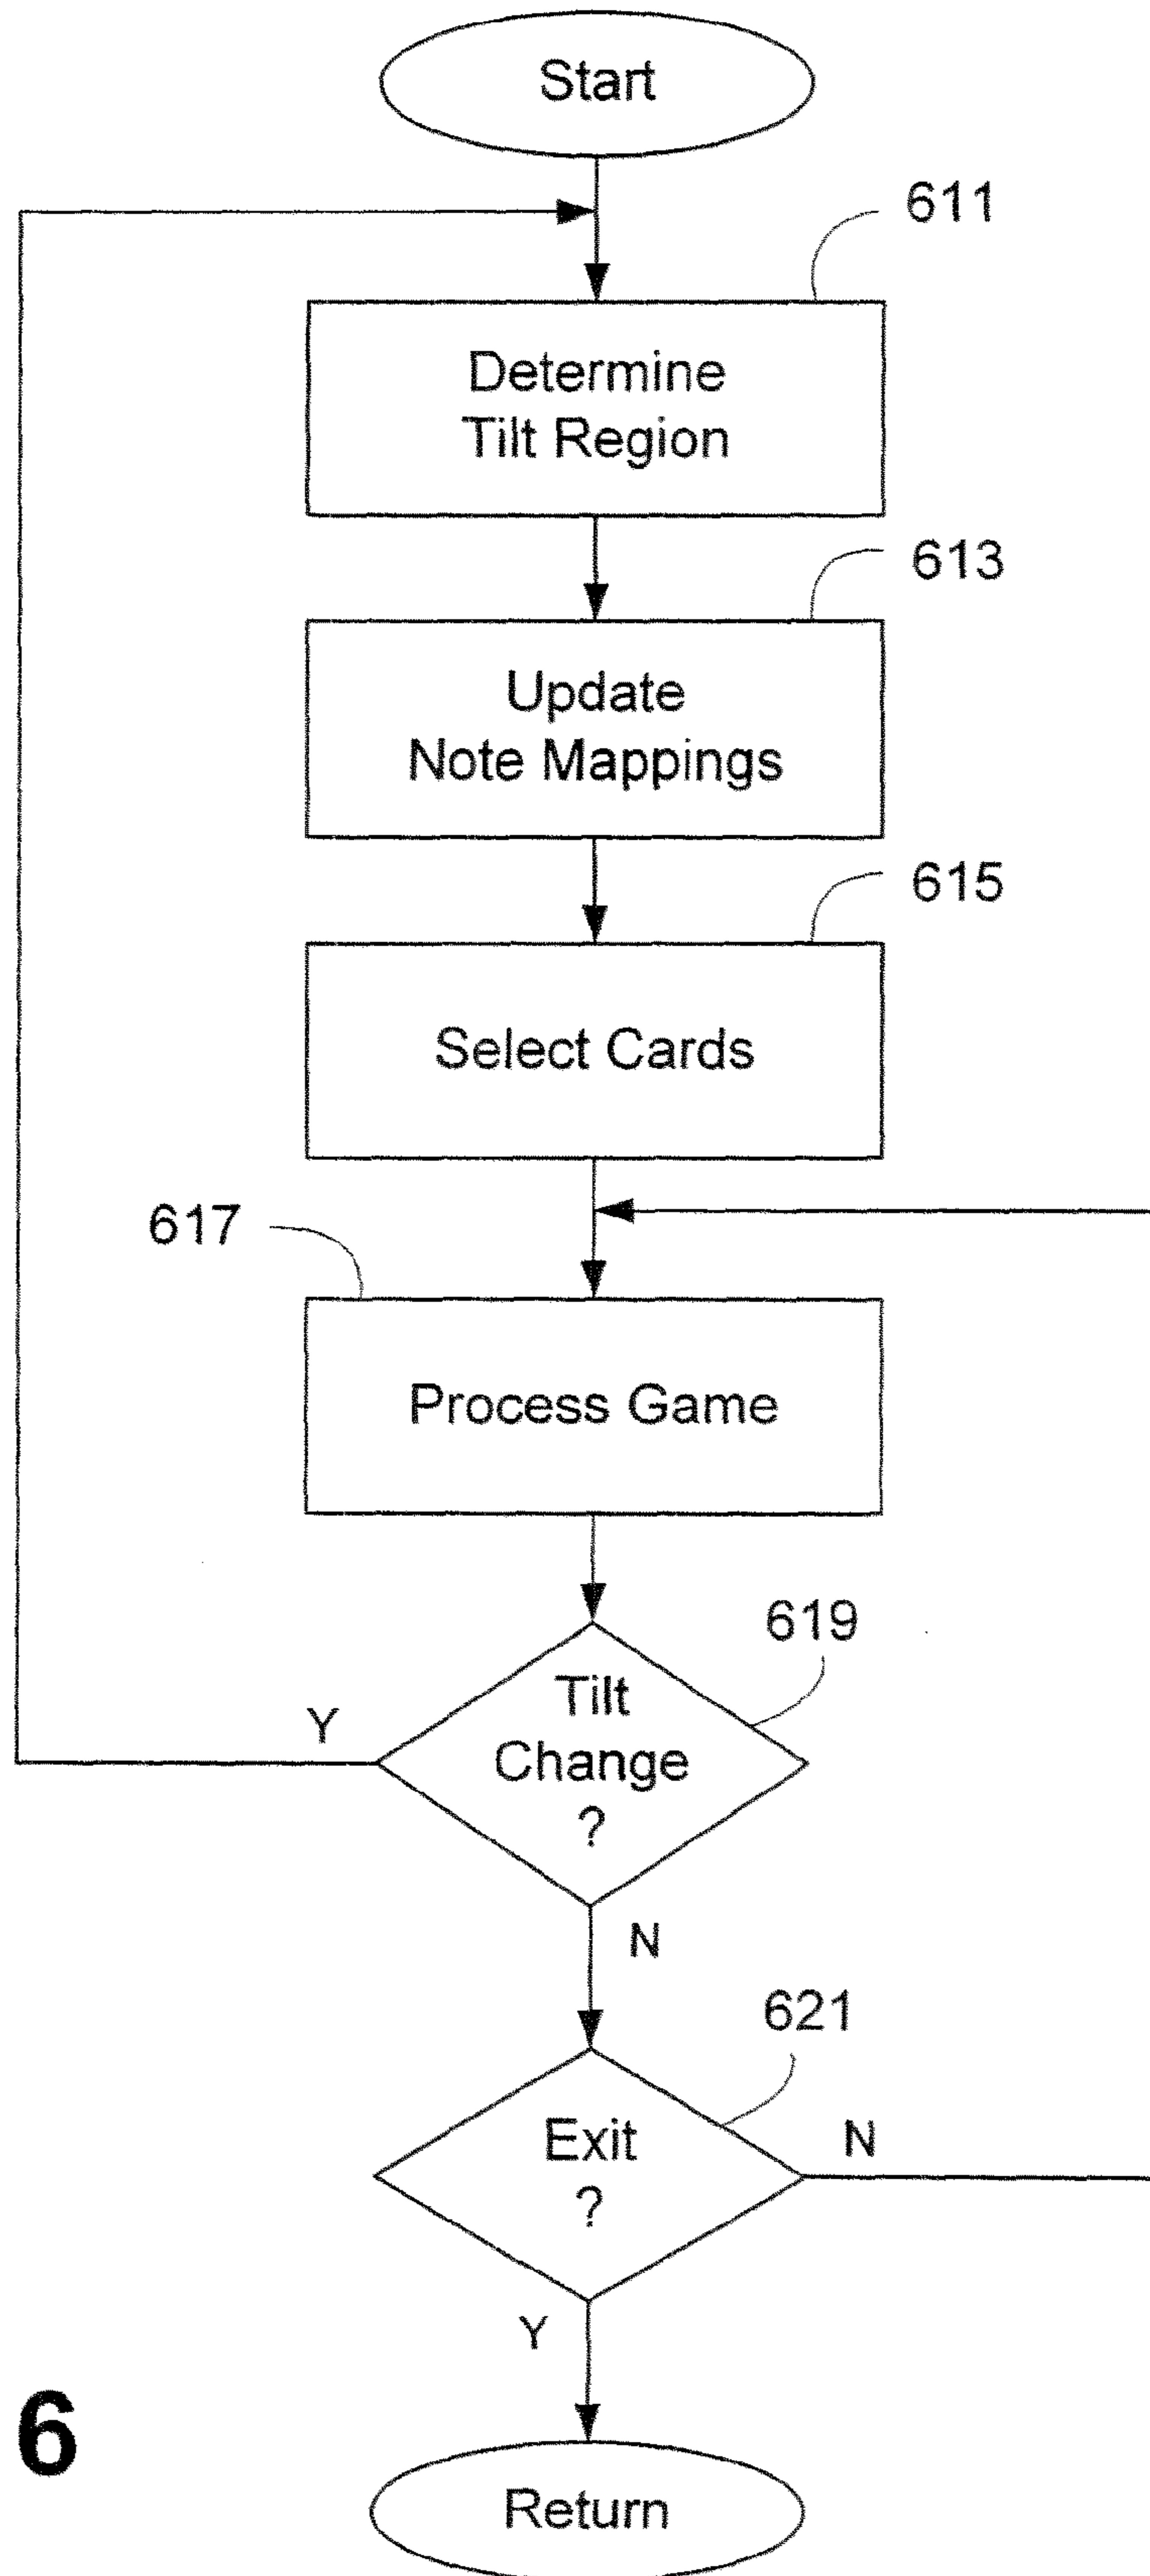 Start
611
Determine
Tilt Region
613
Update
Note Mappings
615
Select Cards
617
Process Game
619
Tilt
Change
?
Y
N
621
Exit
?
N
Y
6
Return